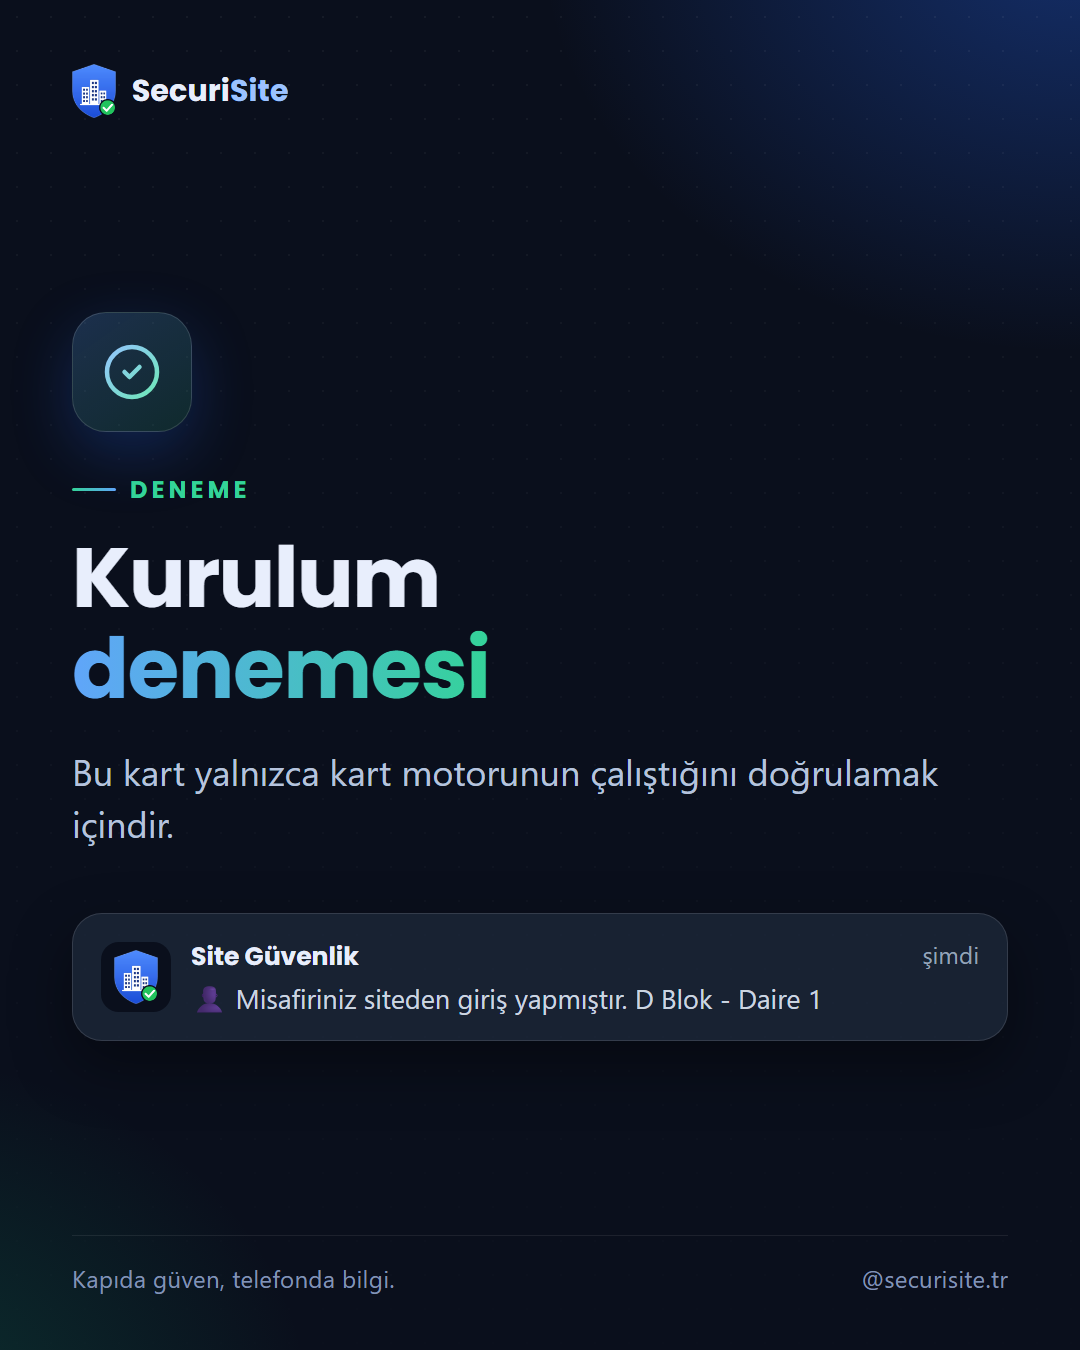 SecuriSite
DENEME
Kurulum
denemesi
Bu kart yalnızca kart motorunun çalıştığını doğrulamak
içindir.
Site Güvenlik
şimdi
Misafiriniz siteden giriş yapmıştır. D Blok - Daire 1
Kapıda güven, telefonda bilgi.
@securisite.tr